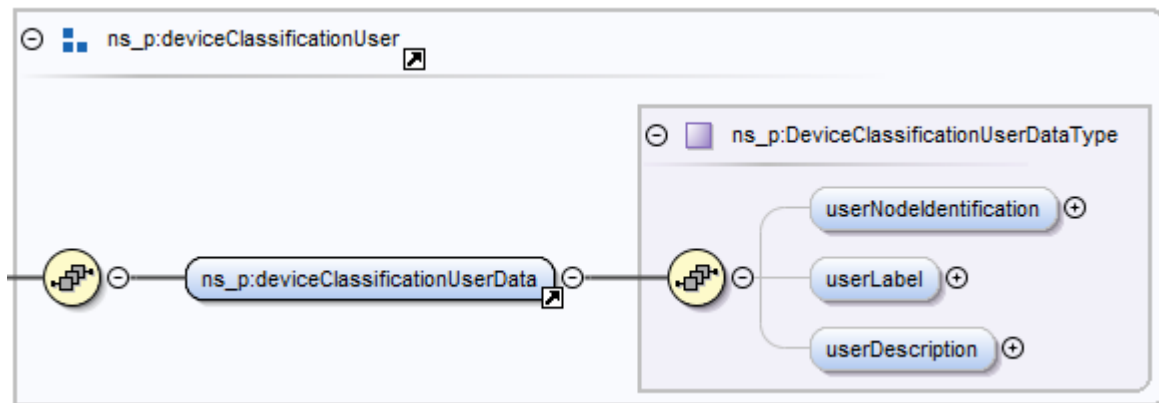 ns_p:deviceClassificationUser
ns_p:DeviceClassificationUserDataType
userNodeIdentification
ns_p:deviceClassificationUserData
userLabel
userDescription